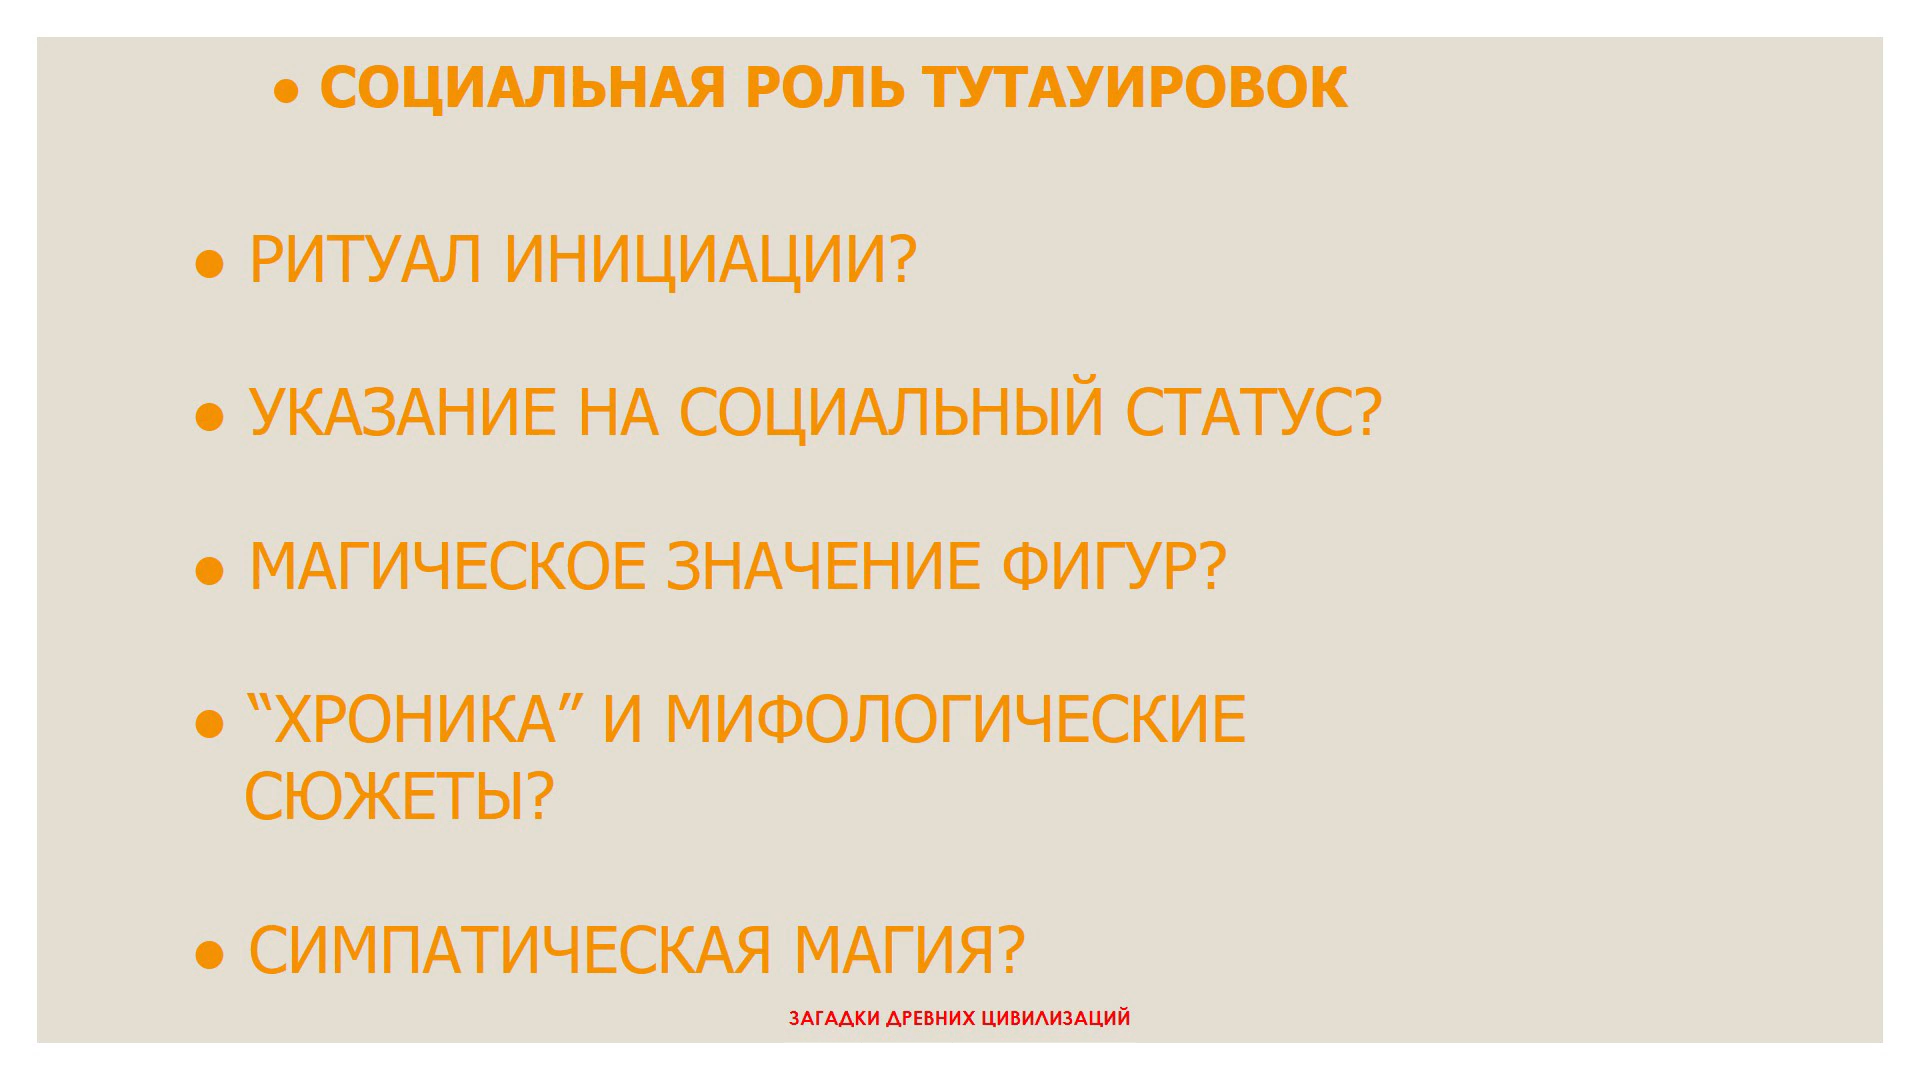 ● СОЦИАЛЬНАЯ РОЛЬ ТУТАУИРОВОК
● РИТУАЛ ИНИЦИАЦИИ?
● УКАЗАНИЕ НА СОЦИАЛЬНЫЙ СТАТУС?
● МАГИЧЕСКОЕ ЗНАЧЕНИЕ ФИГУР?
● “ХРОНИКА” И МИФОЛОГИЧЕСКИЕ
СЮЖЕТЫ?
● СИМПАТИЧЕСКАЯ МАГИЯ?
ЗАГАДКИ ДРЕВНИХ ЦИВИЛИЗАЦИЙ